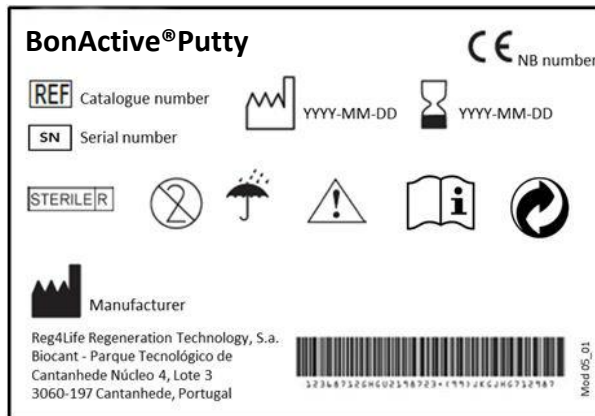 BonActive®Putty
CE NB number
REF Catalogue number
YYYY-MM-DD
YYYY-MM-DD
SN Serial number
STERILE R
2
!
i
Manufacturer
Reg4Life Regeneration Technology, S.a.
Biocant - Parque Tecnológico de
Cantanhede Núcleo 4, Lote 3
3060-197 Cantanhede, Portugal
Mod 05_01